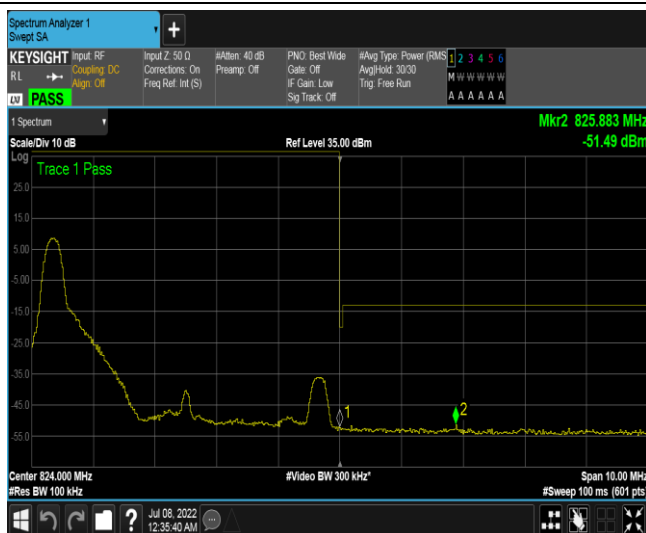 Spectrum Analyzer 1
Swept SA
+
KEYSIGHT
RL
LXI
PASS
Input: RF
Coupling: DC
Align: Off
Input Z: 50 Ω
Corrections: On
Freq Ref: Int (S)
#Atten: 40 dB
Preamp: Off
PNO: Best Wide
Gate: Off
IF Gain: Low
Sig Track: Off
#Avg Type: Power (RMS
Avg|Hold: 30/30
Trig: Free Run
1 2 3 4 5 6
M W W W W W
A A A A A A
1 Spectrum
Mkr2 825.883 MHz
-51.49 dBm
Scale/Div 10 dB
Ref Level 35.00 dBm
Log
Trace 1 Pass
25.0
15.0
5.00
-5.00
-15.0
-25.0
-35.0
-45.0
-55.0
1
2
Center 824.000 MHz
#Video BW 300 kHz*
Span 10.00 MHz
#Res BW 100 kHz
#Sweep 100 ms (601 pts)
?
Jul 08, 2022
12:35:40 AM